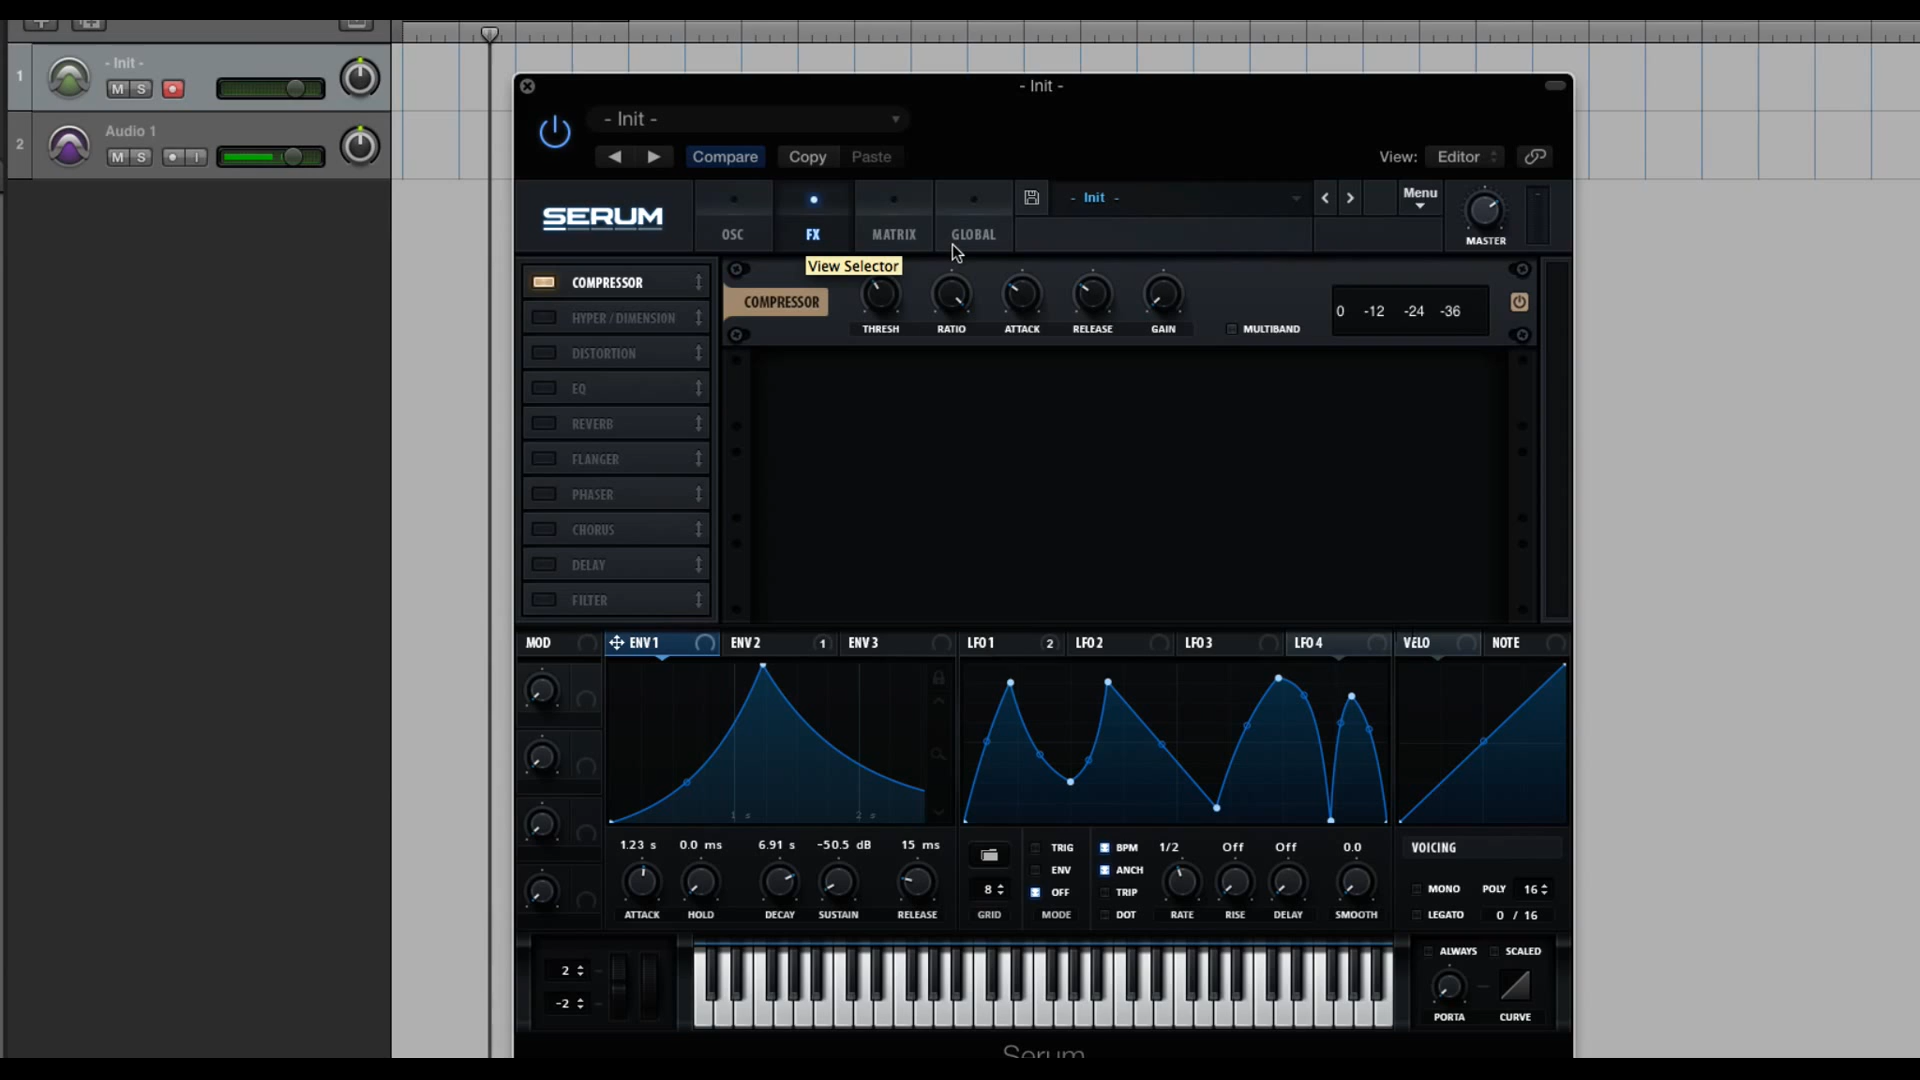 1
- Init -
M S
2
Audio 1
M S I
- Init -
- Init -
Compare
Copy
Paste
View:
Editor
SERUM
OSC
FX
MATRIX
GLOBAL
- Init -
Menu
MASTER
View Selector
COMPRESSOR
HYPER / DIMENSION
DISTORTION
EQ
REVERB
FLANGER
PHASER
CHORUS
DELAY
FILTER
COMPRESSOR
THRESH
RATIO
ATTACK
RELEASE
GAIN
MULTIBAND
0 -12 -24 -36
MOD
ENV 1
ENV 2
1
ENV 3
LFO 1
2
LFO 2
LFO 3
LFO 4
VELO
NOTE
1 s
2 s
1.23 s
0.0 ms
6.91 s
-50.5 dB
15 ms
ATTACK
HOLD
DECAY
SUSTAIN
RELEASE
8
GRID
TRIG
ENV
OFF
MODE
BPM
ANCH
TRIP
DOT
1/2
Off
Off
0.0
RATE
RISE
DELAY
SMOOTH
VOICING
MONO
POLY
16
LEGATO
0 / 16
2
-2
ALWAYS
SCALED
PORTA
CURVE
Serum